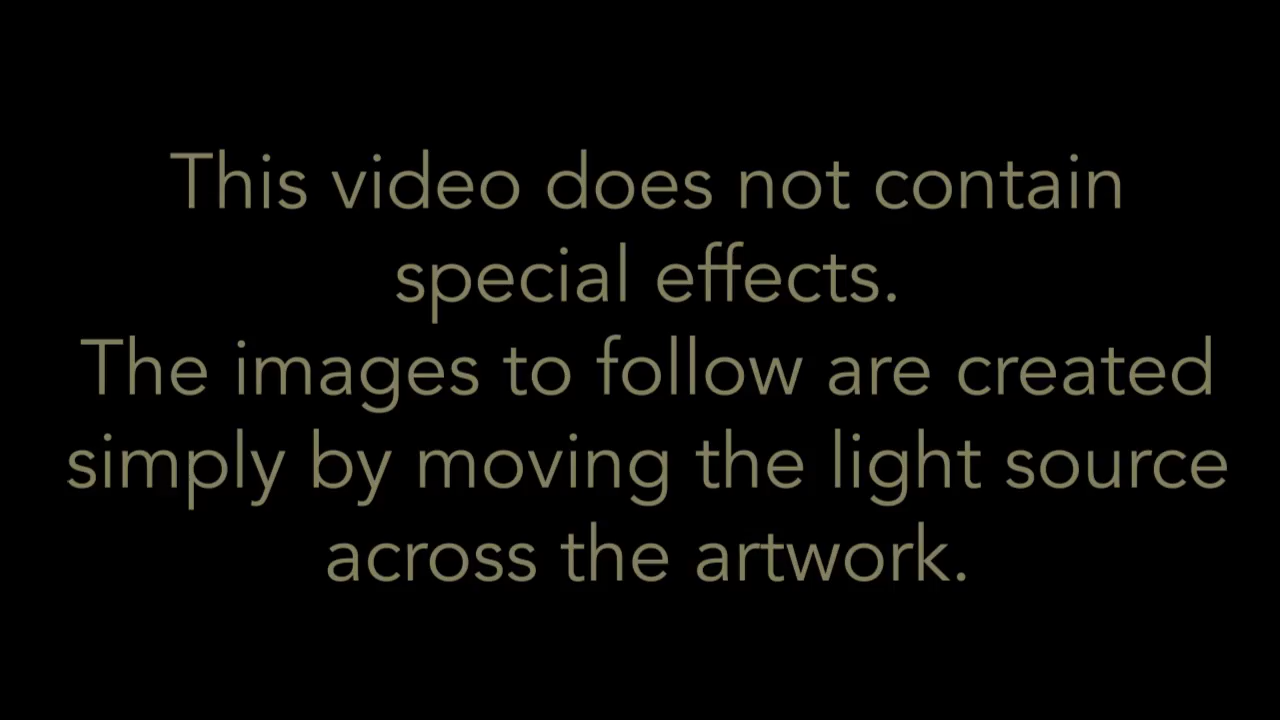 This video does not contain
special effects.
The images to follow are created
simply by moving the light source
across the artwork.